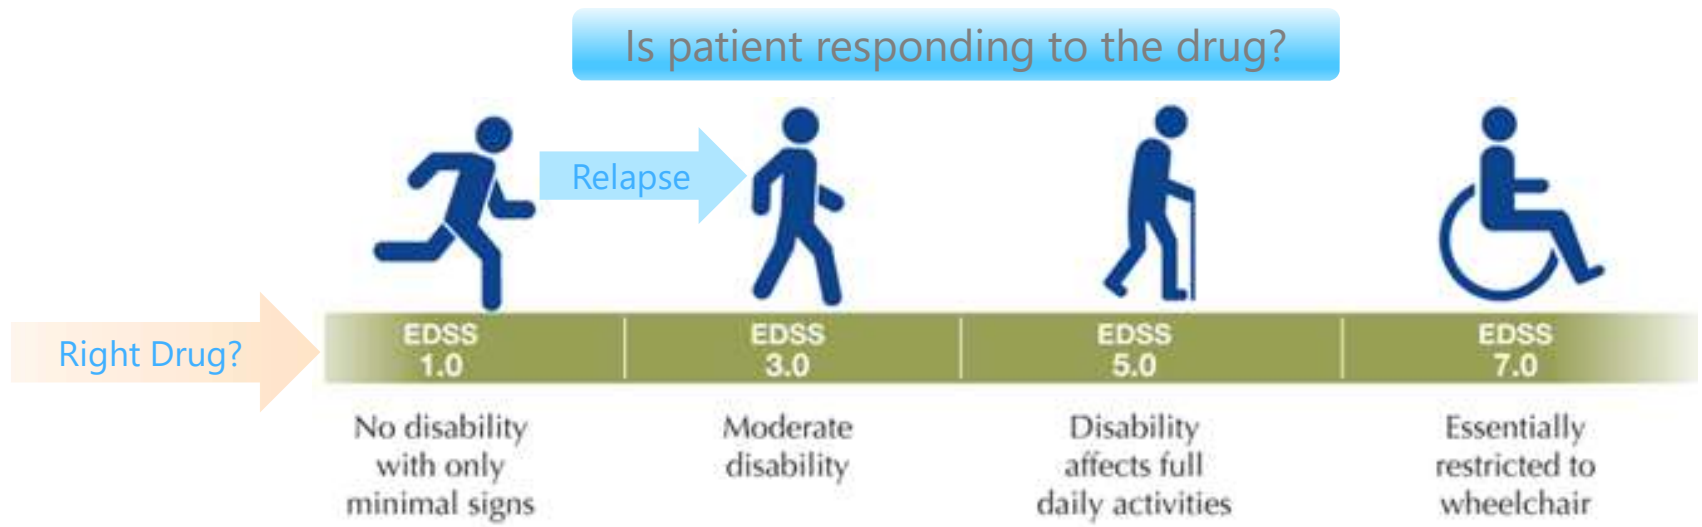 Is patient responding to the drug?
Relapse
Right Drug?
EDSS
1.0
EDSS
3.0
EDSS
5.0
EDSS
7.0
No disability
with only
minimal signs
Moderate
disability
Disability
affects full
daily activities
Essentially
restricted to
wheelchair